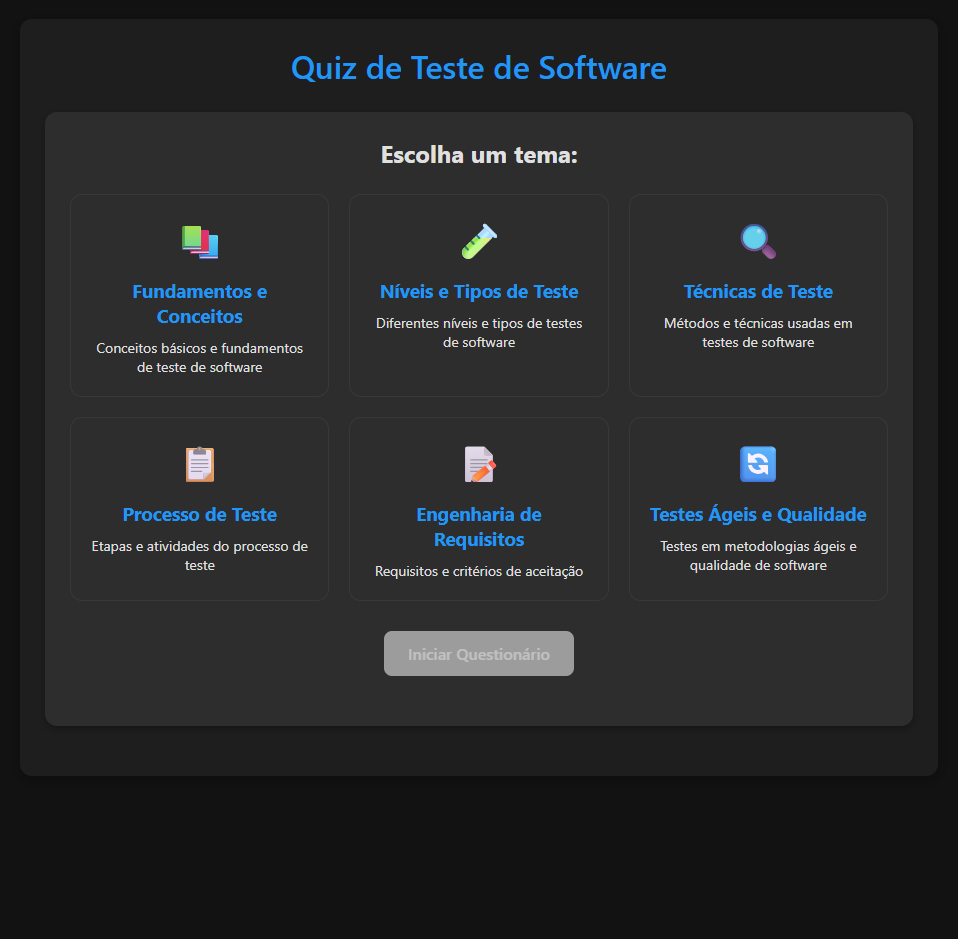 Quiz de Teste de Software
Escolha um tema:
Fundamentos e
Conceitos
Conceitos básicos e fundamentos
de teste de software
Níveis e Tipos de Teste
Diferentes níveis e tipos de testes
de software
Técnicas de Teste
Métodos e técnicas usadas em
testes de software
Processo de Teste
Etapas e atividades do processo de
teste
Engenharia de
Requisitos
Requisitos e critérios de aceitação
Testes Ágeis e Qualidade
Testes em metodologias ágeis e
qualidade de software
Iniciar Questionário